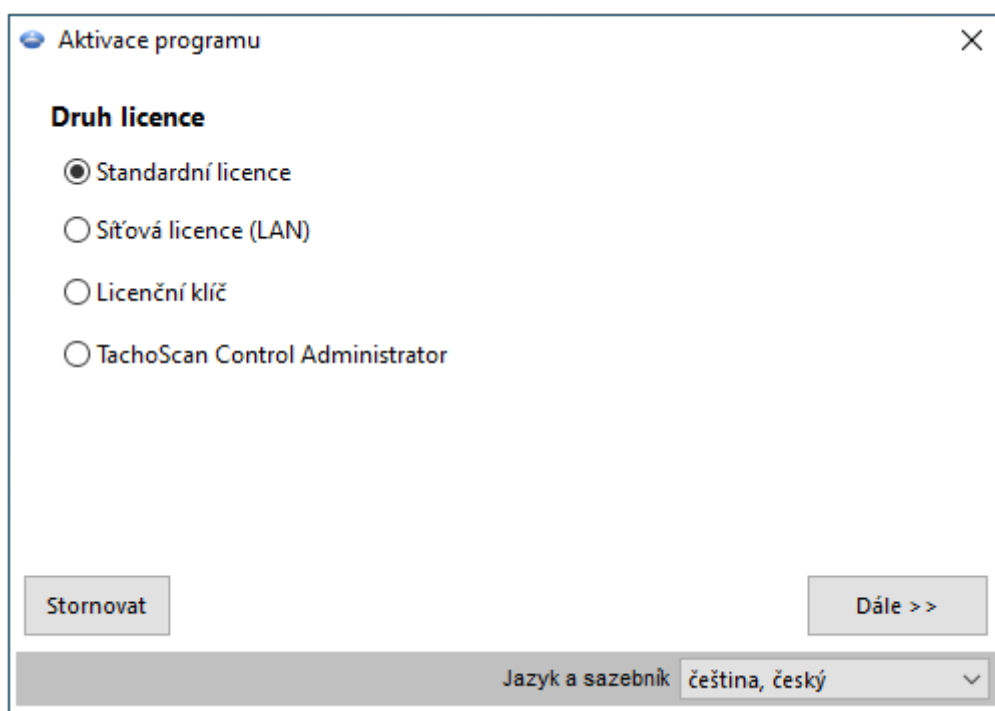 Aktivace programu
Druh licence
Standardní licence
Síťová licence (LAN)
Licenční klíč
TachoScan Control Administrator
Stornovat
Dále >>
Jazyk a sazebník
čeština, český